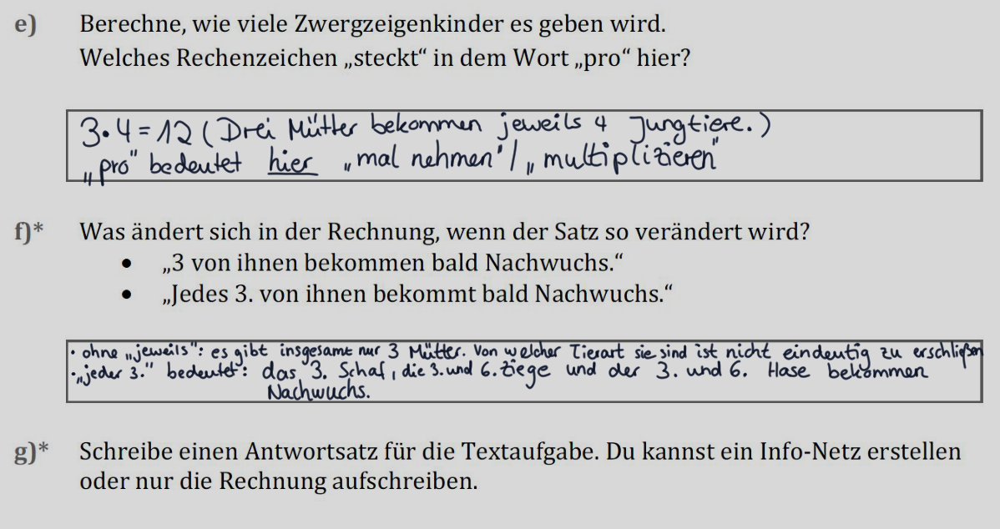 e) Berechne, wie viele Zwergzeigenkinder es geben wird.
Welches Rechenzeichen „steckt“ in dem Wort „pro“ hier?
3·4=12 (Drei Mütter bekommen jeweils 4 Jungtiere.)
„pro" bedeutet hier „mal nehmen"/„multiplizieren"
f)* Was ändert sich in der Rechnung, wenn der Satz so verändert wird?
• „3 von ihnen bekommen bald Nachwuchs.“
• „Jedes 3. von ihnen bekommt bald Nachwuchs.“
· ohne „jeweils": es gibt insgesamt nur 3 Mütter. Von welcher Tierart sie sind ist nicht eindeutig zu erschließen
·„jeder 3." bedeutet: das 3. Schaf, die 3. und 6. Ziege und der 3. und 6. Hase bekommen
Nachwuchs.
g)* Schreibe einen Antwortsatz für die Textaufgabe. Du kannst ein Info-Netz erstellen
oder nur die Rechnung aufschreiben.